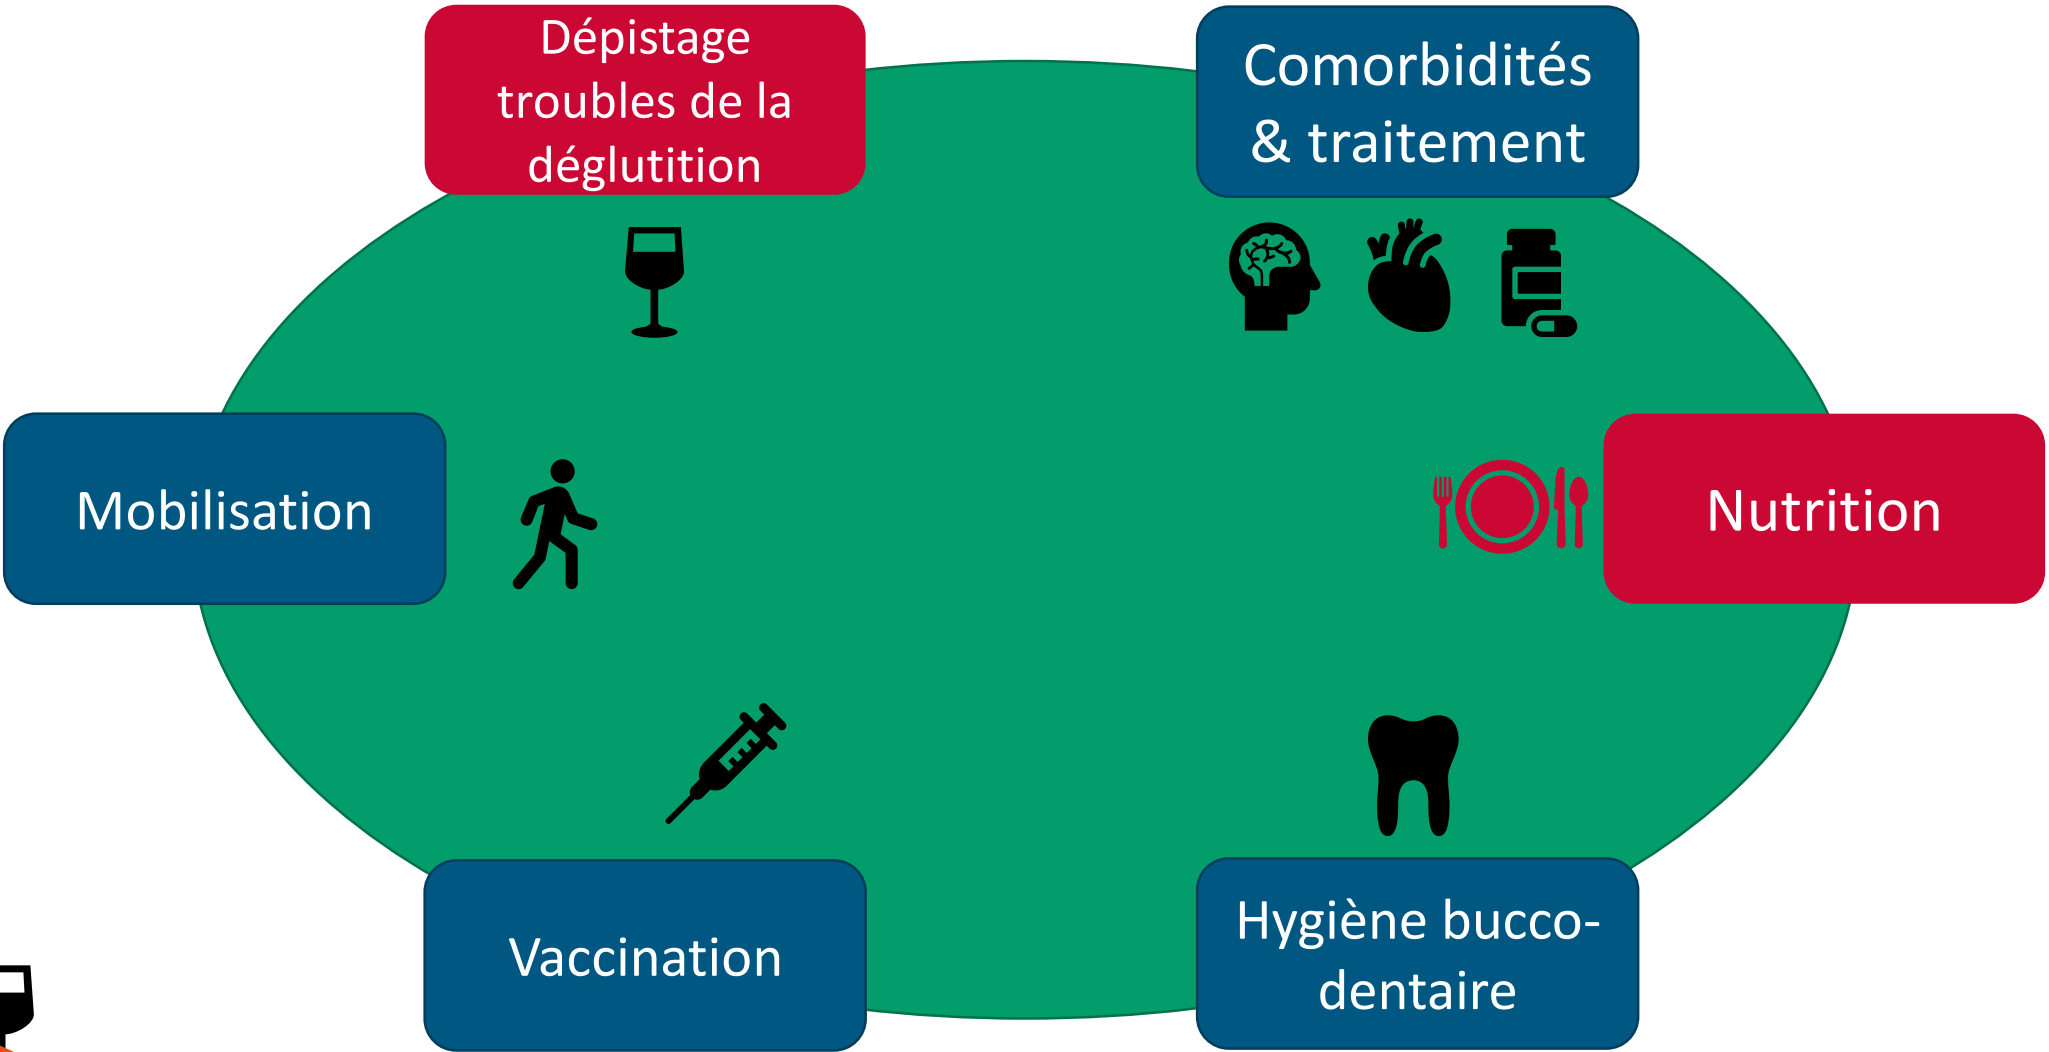 Dépistage
troubles de la
déglutition
Comorbidités
& traitement
Mobilisation
Nutrition
Vaccination
Hygiène bucco-
dentaire